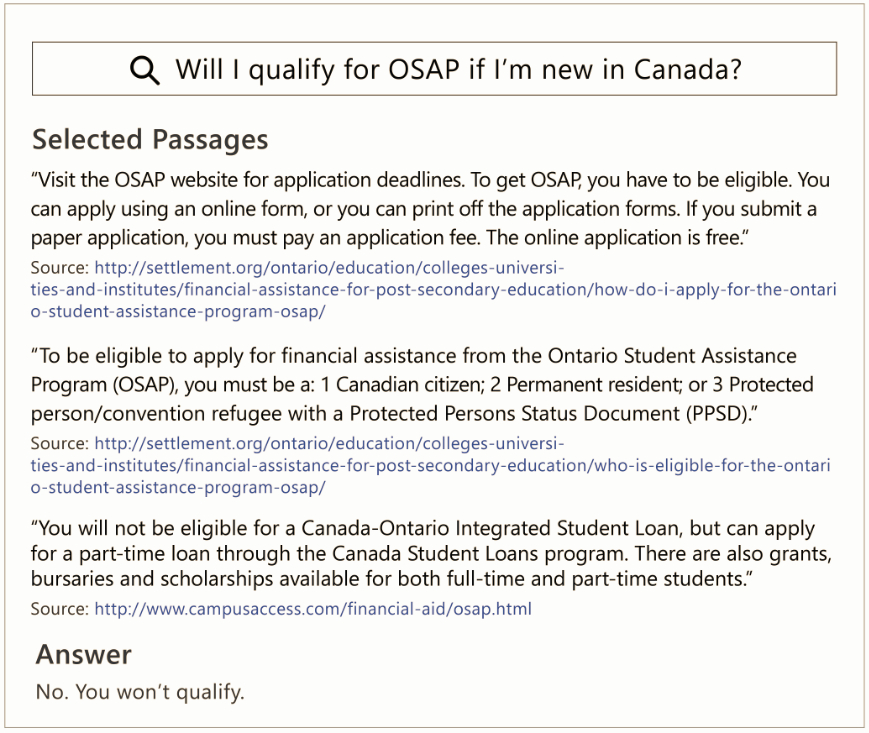 Will I qualify for OSAP if I’m new in Canada?
Selected Passages
“Visit the OSAP website for application deadlines. To get OSAP, you have to be eligible. You
can apply using an online form, or you can print off the application forms. If you submit a
paper application, you must pay an application fee. The online application is free.”
Source: http://settlement.org/ontario/education/colleges-universi-
ties-and-institutes/financial-assistance-for-post-secondary-education/how-do-i-apply-for-the-ontari
o-student-assistance-program-osap/
“To be eligible to apply for financial assistance from the Ontario Student Assistance
Program (OSAP), you must be a: 1 Canadian citizen; 2 Permanent resident; or 3 Protected
person/convention refugee with a Protected Persons Status Document (PPSD).”
Source: http://settlement.org/ontario/education/colleges-universi-
ties-and-institutes/financial-assistance-for-post-secondary-education/who-is-eligible-for-the-ontari
o-student-assistance-program-osap/
“You will not be eligible for a Canada-Ontario Integrated Student Loan, but can apply
for a part-time loan through the Canada Student Loans program. There are also grants,
bursaries and scholarships available for both full-time and part-time students.”
Source: http://www.campusaccess.com/financial-aid/osap.html
Answer
No. You won’t qualify.